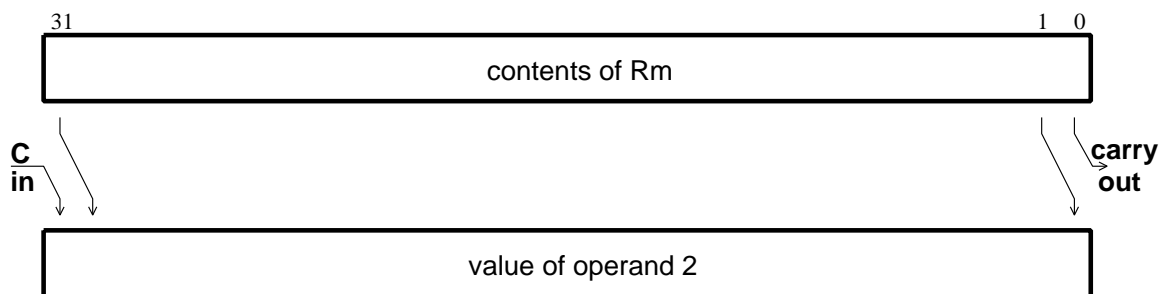 31 1 0
contents of Rm
C
in
carry
out
value of operand 2